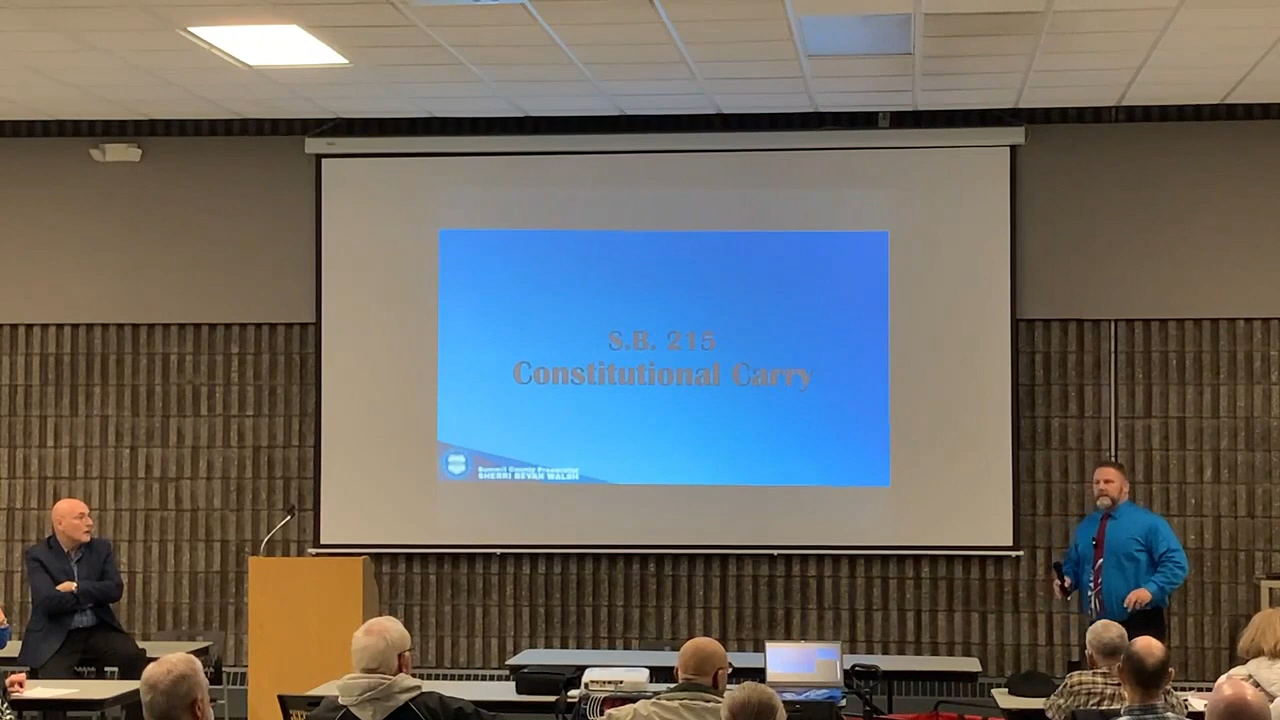 S.B. 215
Constitutional Carry
Summit County Prosecutor
SHERRI BEVAN WALSH